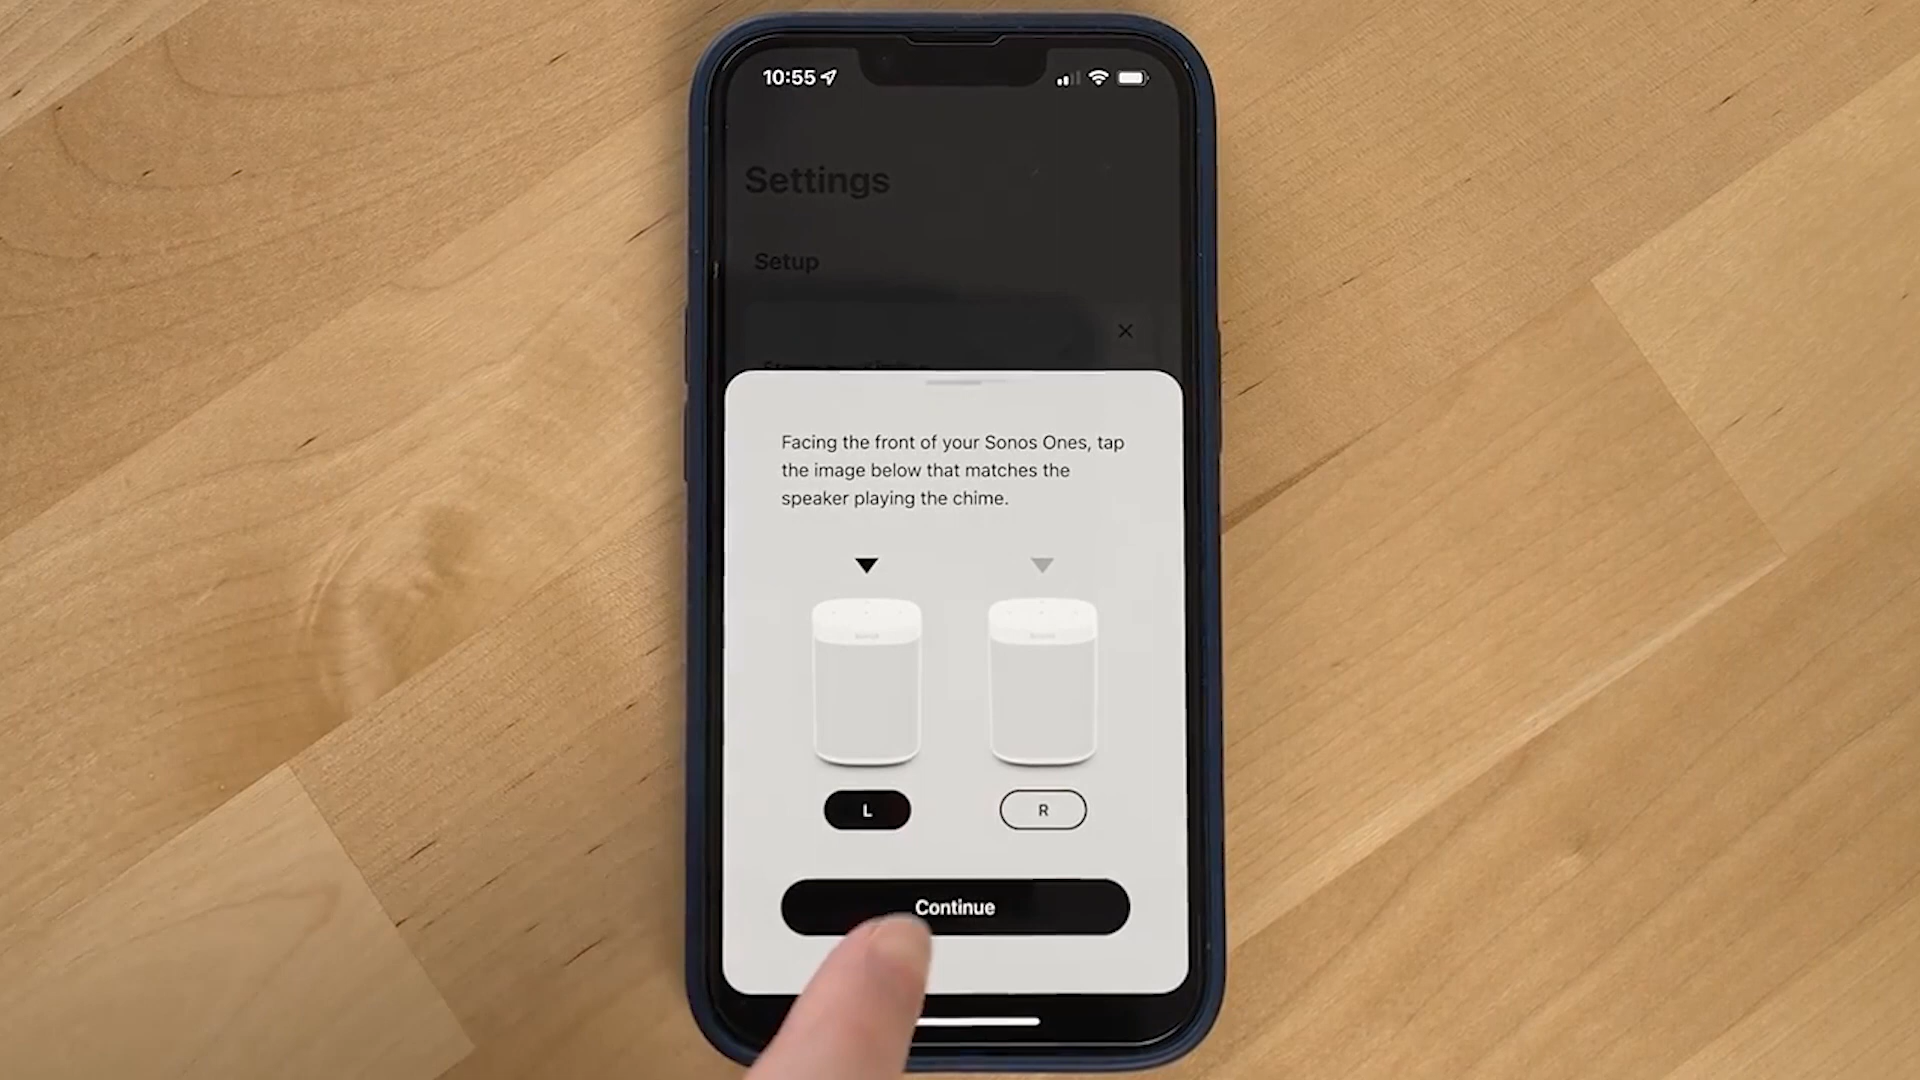 10:55
Settings
Setup
Facing the front of your Sonos Ones, tap
the image below that matches the
speaker playing the chime.
L
R
Continue